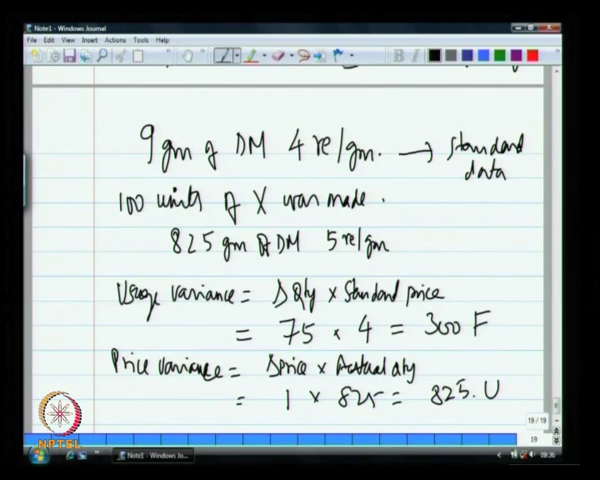 Note1 - Windows Journal
File Edit View Insert Actions Tools Help
9 gm of DM 4 re/gm. → Standard data
100 units of X was made.
825 gm of DM 5 re/gm
Usage variance = Δ Qty × Standard price
= 75 × 4 = 300 F
Price variance = Δ price × Actual qty
= 1 × 825 = 825. U
19 / 19
19
NPTEL
Note1 - Windows Jo...
09:36